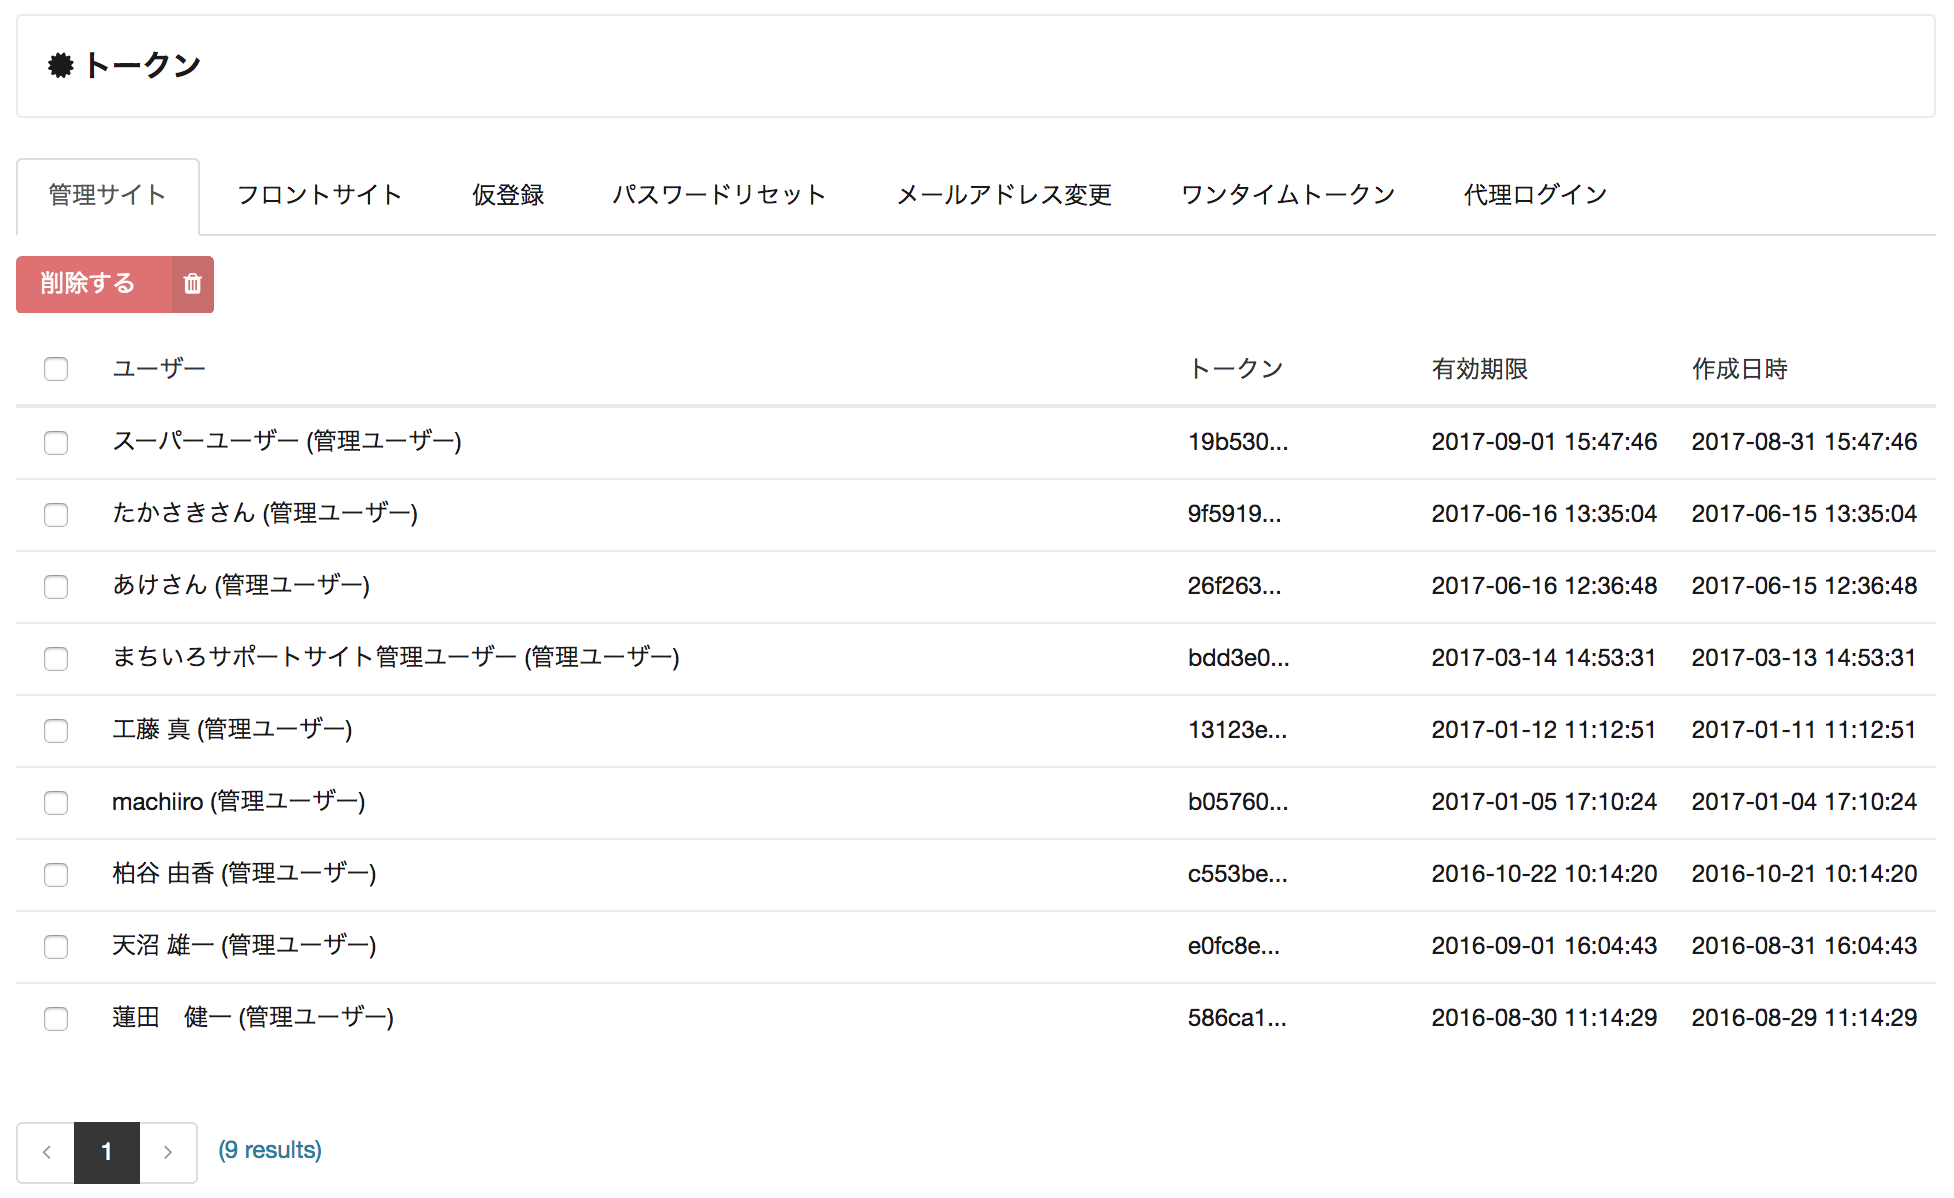 トークン
管理サイト フロントサイト 仮登録 パスワードリセット メールアドレス変更 ワンタイムトークン 代理ログイン
削除する
ユーザー トークン 有効期限 作成日時
スーパーユーザー (管理ユーザー) 19b530... 2017-09-01 15:47:46 2017-08-31 15:47:46
たかさきさん (管理ユーザー) 9f5919... 2017-06-16 13:35:04 2017-06-15 13:35:04
あけさん (管理ユーザー) 26f263... 2017-06-16 12:36:48 2017-06-15 12:36:48
まちいろサポートサイト管理ユーザー (管理ユーザー) bdd3e0... 2017-03-14 14:53:31 2017-03-13 14:53:31
工藤 真 (管理ユーザー) 13123e... 2017-01-12 11:12:51 2017-01-11 11:12:51
machiiro (管理ユーザー) b05760... 2017-01-05 17:10:24 2017-01-04 17:10:24
柏谷 由香 (管理ユーザー) c553be... 2016-10-22 10:14:20 2016-10-21 10:14:20
天沼 雄一 (管理ユーザー) e0fc8e... 2016-09-01 16:04:43 2016-08-31 16:04:43
蓮田　健一 (管理ユーザー) 586ca1... 2016-08-30 11:14:29 2016-08-29 11:14:29
1 (9 results)